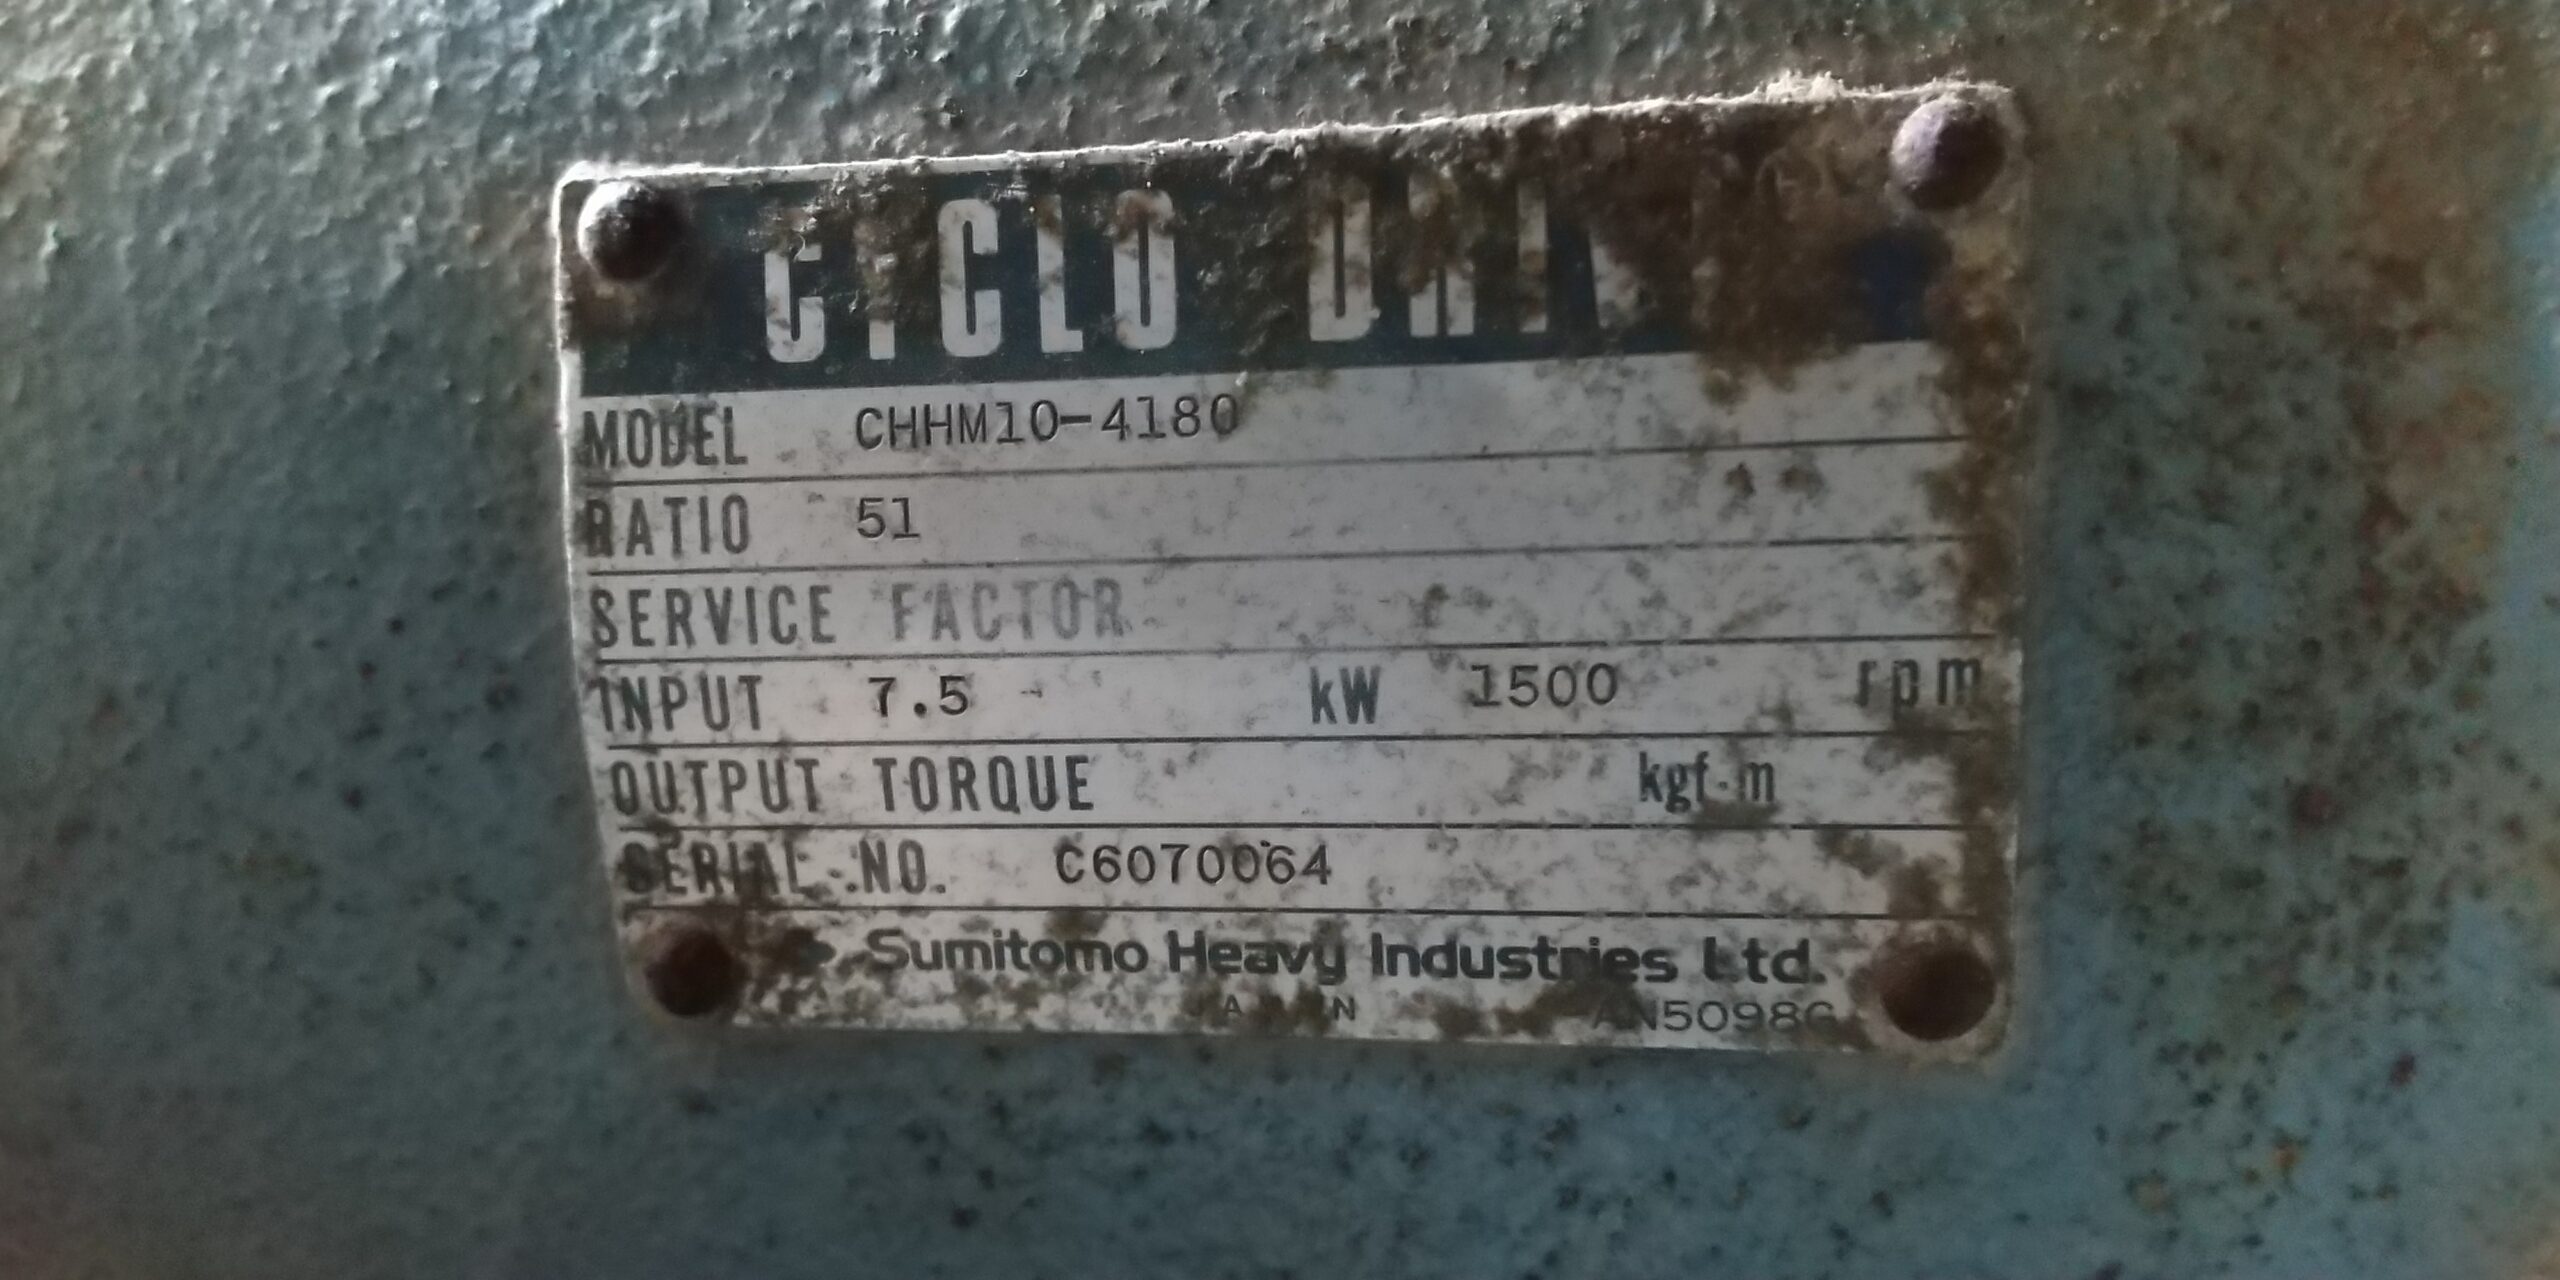 CYCLO DRIV
MODEL CHHM10-4180
RATIO 51
SERVICE FACTOR
INPUT 7.5 kW 1500 rpm
OUTPUT TORQUE kgf·m
SERIAL NO. C6070064
Sumitomo Heavy Industries Ltd.